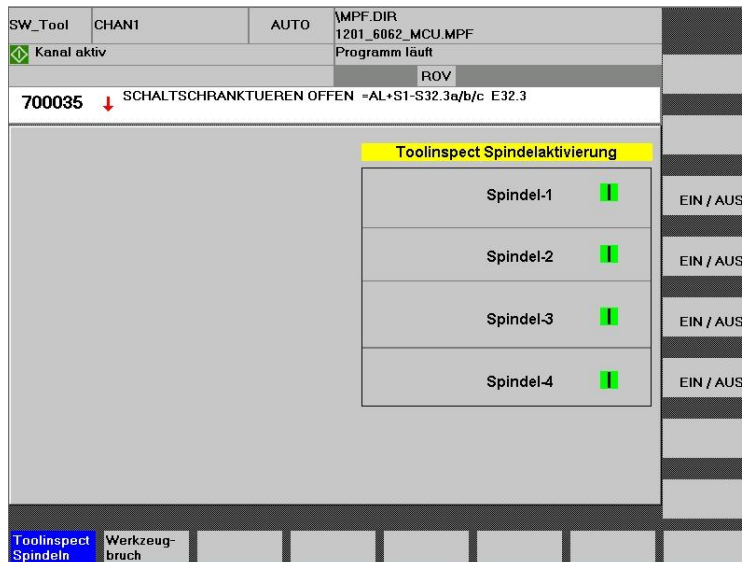 SW_Tool CHAN1 AUTO \MPF.DIR
1201_6062_MCU.MPF
Kanal aktiv Programm läuft
ROV
700035 SCHALTSCHRANKTUEREN OFFEN =AL+S1-S32.3a/b/c E32.3
Toolinspect Spindelaktivierung
Spindel-1 I EIN / AUS
Spindel-2 I EIN / AUS
Spindel-3 I EIN / AUS
Spindel-4 I EIN / AUS
Toolinspect Werkzeug-
Spindeln bruch